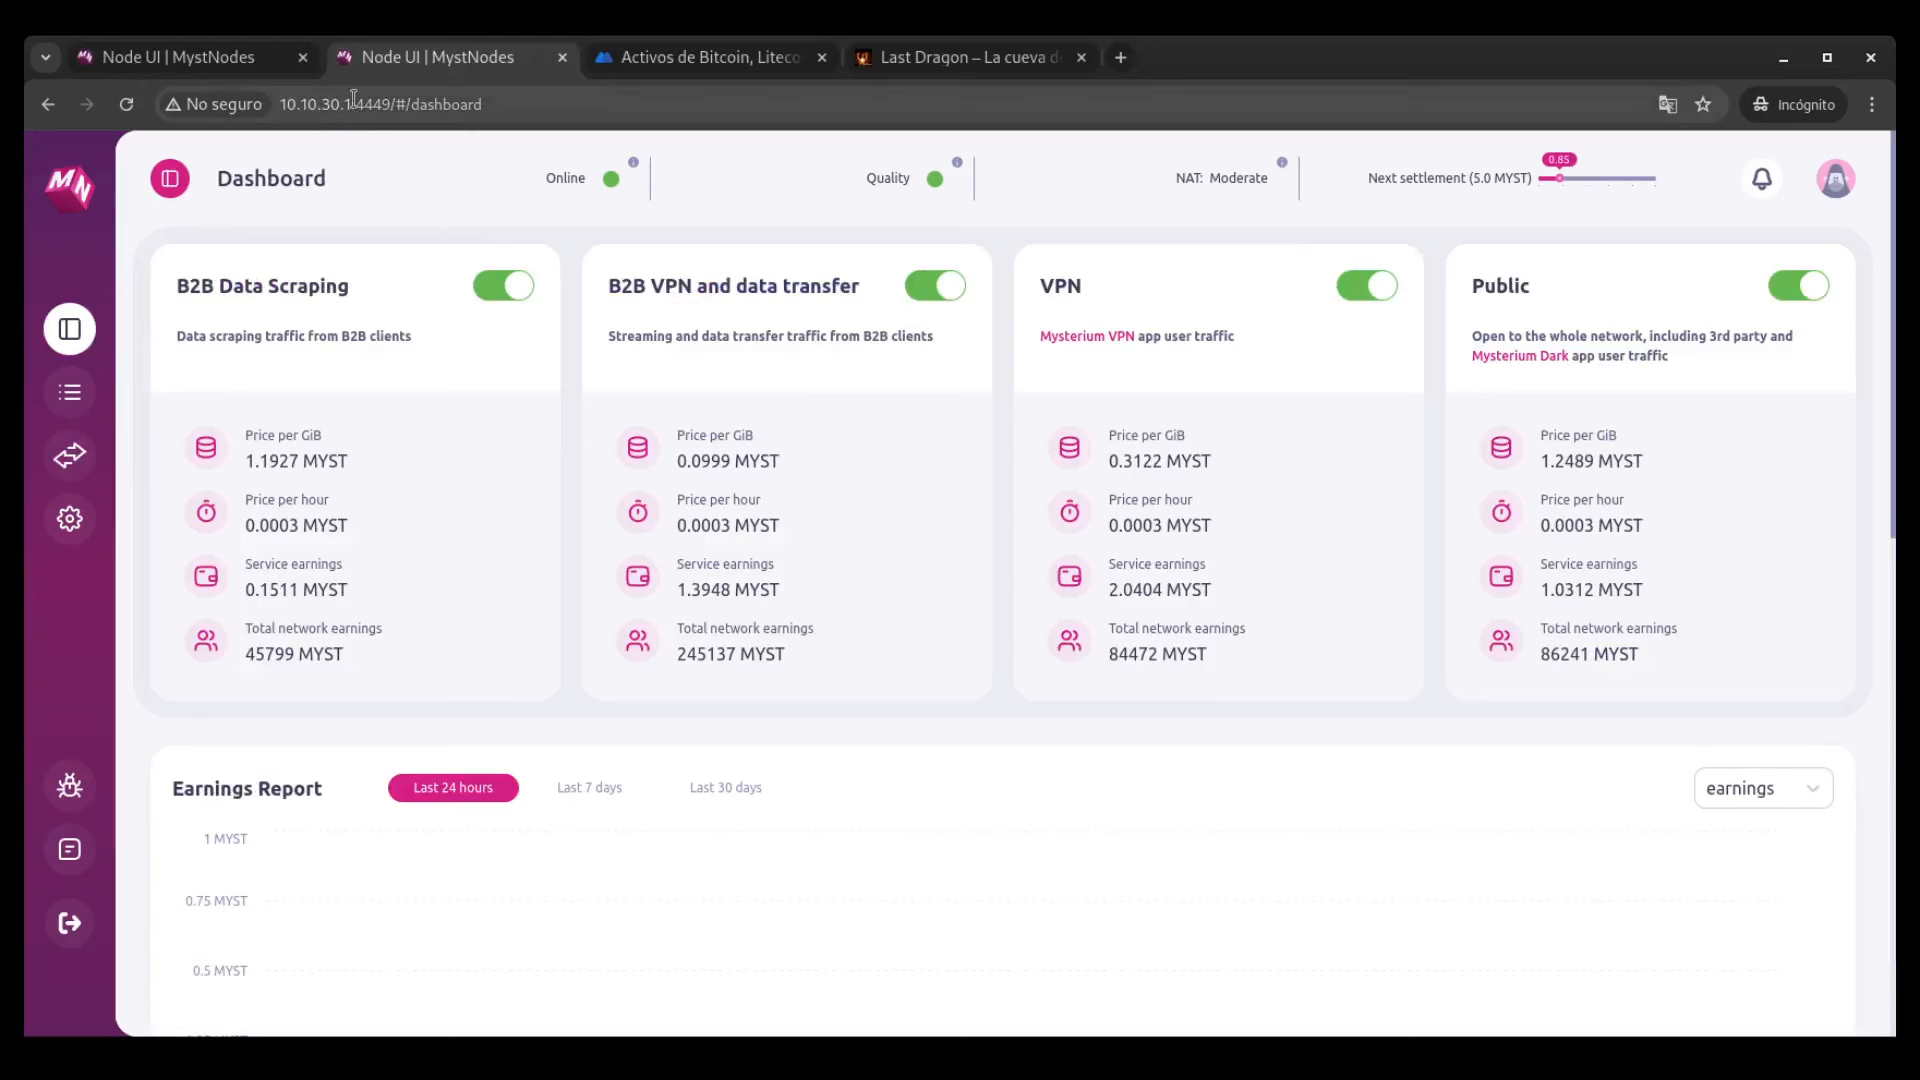 Node UI | MystNodes
Node UI | MystNodes
Activos de Bitcoin, Liteco
Last Dragon – La cueva d
No seguro
Incógnito
MN
Dashboard
Online
Quality
NAT: Moderate
Next settlement (5.0 MYST)
0.85
B2B Data Scraping
Data scraping traffic from B2B clients
Price per GiB
1.1927 MYST
Price per hour
0.0003 MYST
Service earnings
0.1511 MYST
Total network earnings
45799 MYST
B2B VPN and data transfer
Streaming and data transfer traffic from B2B clients
Price per GiB
0.0999 MYST
Price per hour
0.0003 MYST
Service earnings
1.3948 MYST
Total network earnings
245137 MYST
VPN
Mysterium VPN app user traffic
Price per GiB
0.3122 MYST
Price per hour
0.0003 MYST
Service earnings
2.0404 MYST
Total network earnings
84472 MYST
Public
Open to the whole network, including 3rd party and
Mysterium Dark app user traffic
Price per GiB
1.2489 MYST
Price per hour
0.0003 MYST
Service earnings
1.0312 MYST
Total network earnings
86241 MYST
Earnings Report
Last 24 hours
Last 7 days
Last 30 days
earnings
1 MYST
0.75 MYST
0.5 MYST